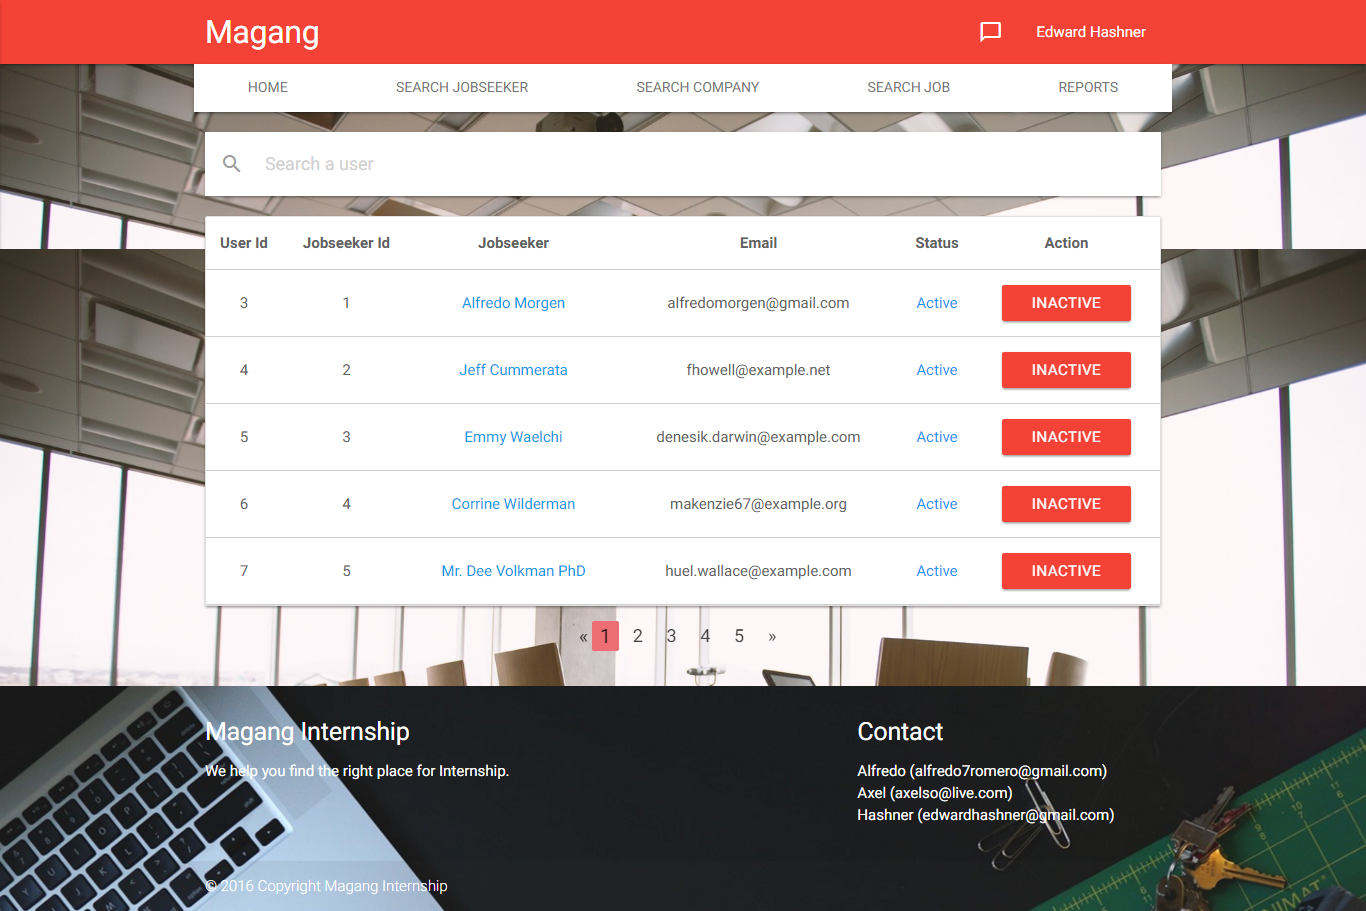 Magang
Edward Hashner
HOME SEARCH JOBSEEKER SEARCH COMPANY SEARCH JOB REPORTS
Search a user
User Id Jobseeker Id Jobseeker Email Status Action
3 1 Alfredo Morgen alfredomorgen@gmail.com Active INACTIVE
4 2 Jeff Cummerata fhowell@example.net Active INACTIVE
5 3 Emmy Waelchi denesik.darwin@example.com Active INACTIVE
6 4 Corrine Wilderman makenzie67@example.org Active INACTIVE
7 5 Mr. Dee Volkman PhD huel.wallace@example.com Active INACTIVE
« 1 2 3 4 5 »
Magang Internship
We help you find the right place for Internship.
Contact
Alfredo (alfredo7romero@gmail.com)
Axel (axelso@live.com)
Hashner (edwardhashner@gmail.com)
© 2016 Copyright Magang Internship